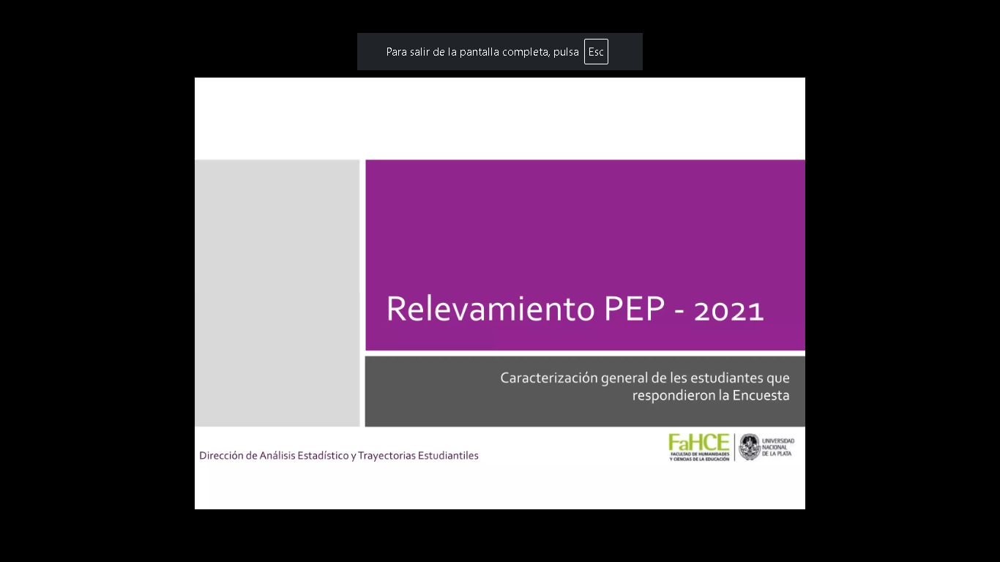 Para salir de la pantalla completa, pulsa Esc
Relevamiento PEP - 2021
Caracterización general de les estudiantes que
respondieron la Encuesta
Dirección de Análisis Estadístico y Trayectorias Estudiantiles
FaHCE
FACULTAD DE HUMANIDADES
Y CIENCIAS DE LA EDUCACIÓN
UNIVERSIDAD
NACIONAL
DE LA PLATA